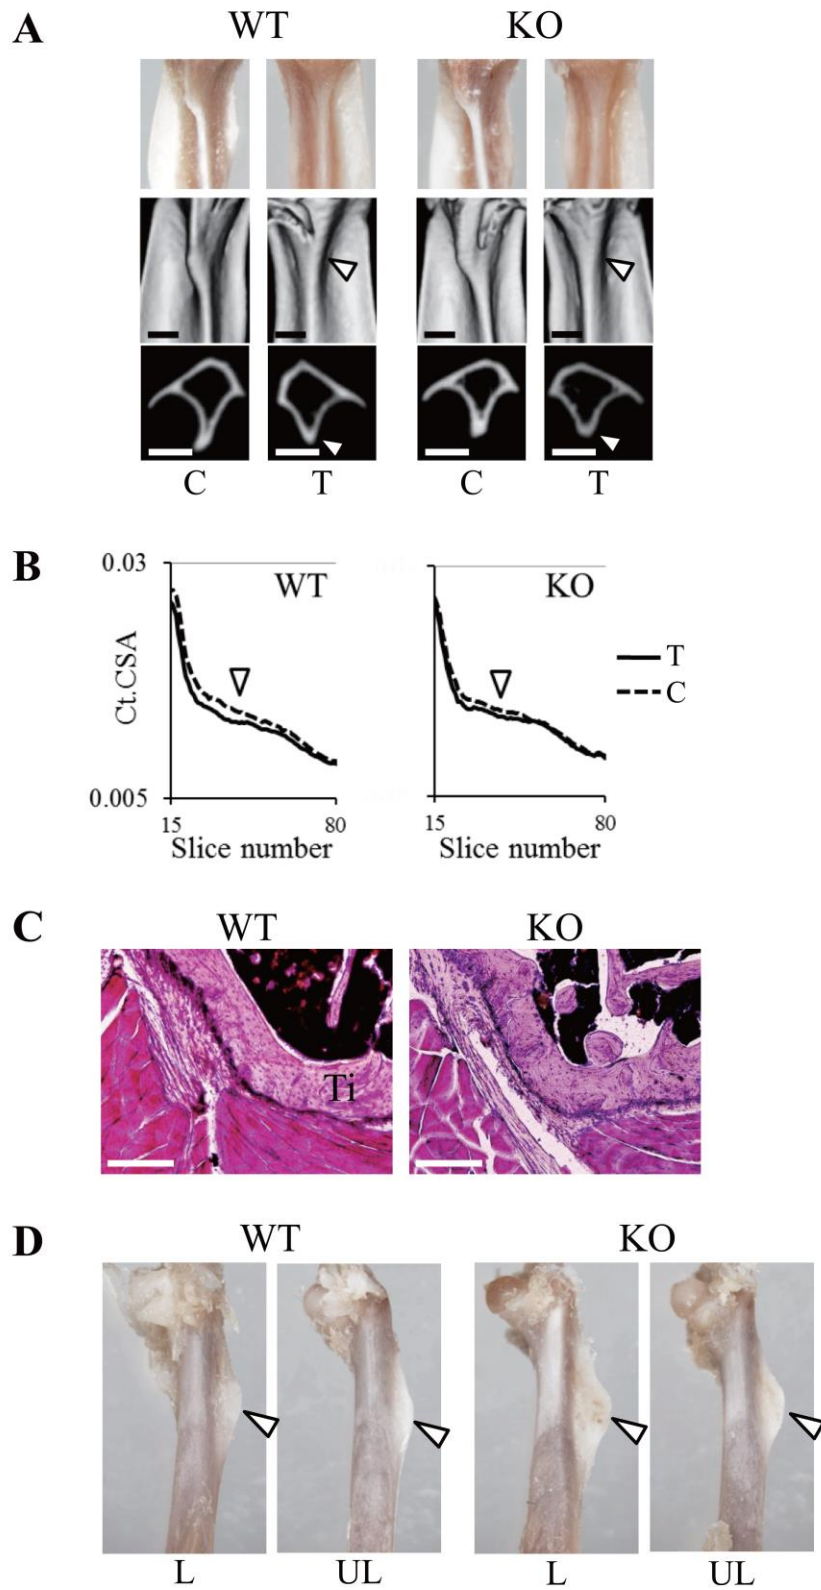 A
WT KO
C T C T
B
0.03 WT KO
Ct.CSA
T
C
0.005
15 80 15 80
Slice number Slice number
C
WT KO
Ti
D
WT KO
L UL L UL